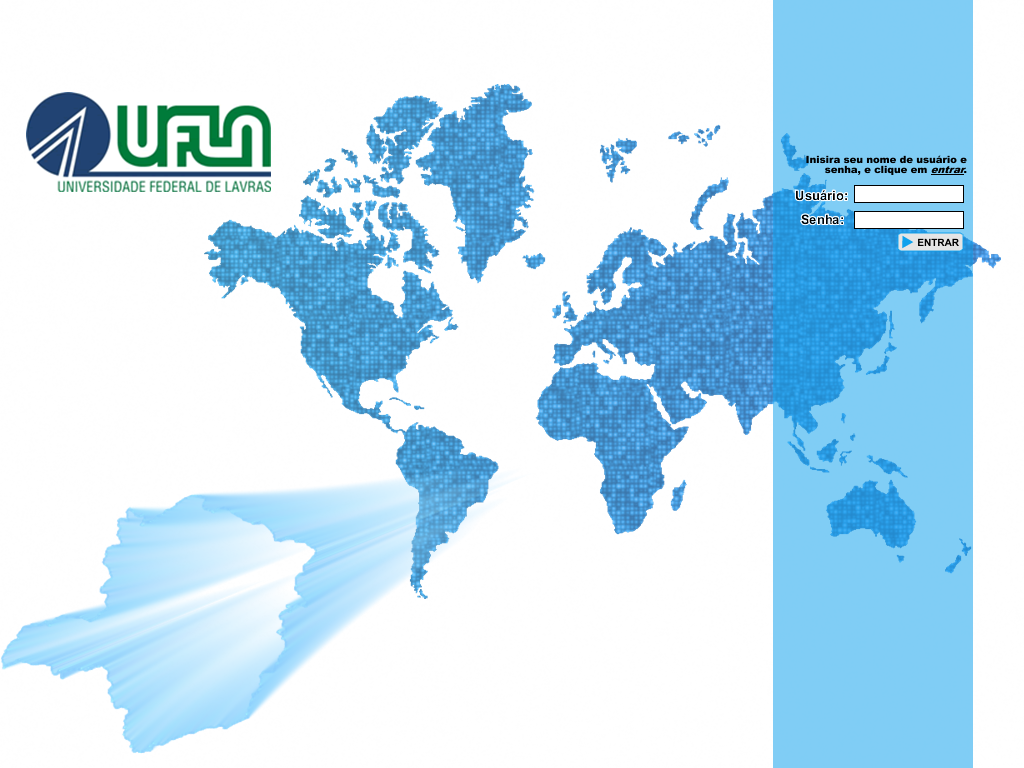 UFLA
UNIVERSIDADE FEDERAL DE LAVRAS
Inisira seu nome de usuário e
senha, e clique em entrar.
Usuário:
Senha:
ENTRAR